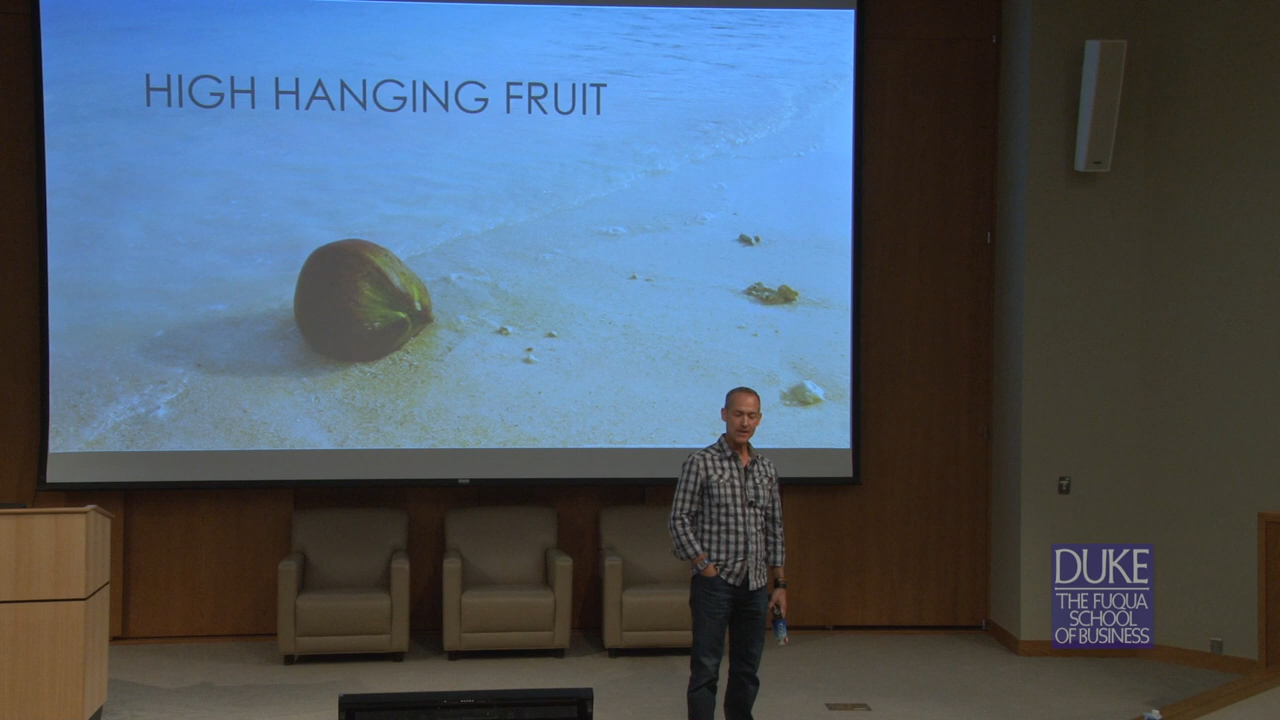 HIGH HANGING FRUIT
DUKE
THE FUQUA
SCHOOL
OF BUSINESS